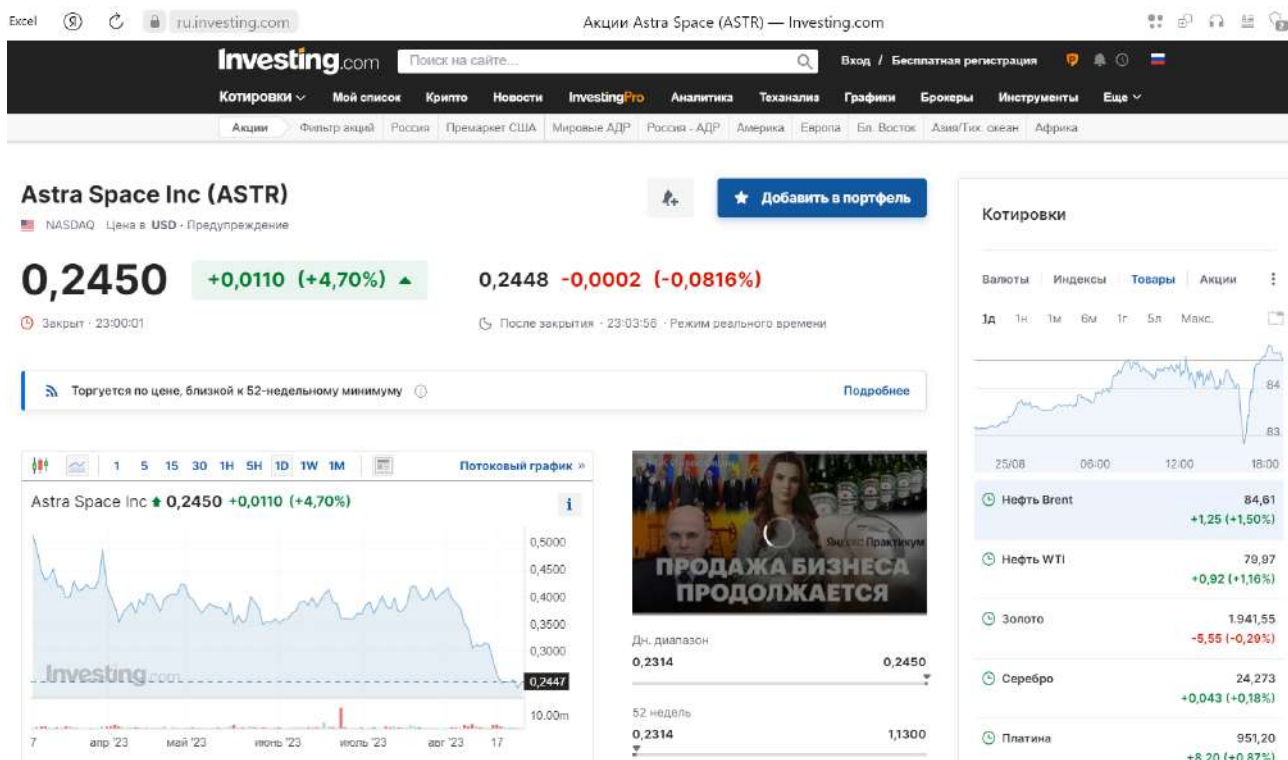 Excel
ru.investing.com
Акции Astra Space (ASTR) — Investing.com
Investing.com
Поиск на сайте...
Вход / Бесплатная регистрация
Котировки Мой список Крипто Новости InvestingPro Аналитика Теханализ Графики Брокеры Инструменты Еще
Акции Фильтр акций Россия Премаркет США Мировые АДР Россия - АДР Америка Европа Бл. Восток Азия/Тих. океан Африка
Astra Space Inc (ASTR)
Добавить в портфель
NASDAQ Цена в USD - Предупреждение
0,2450 +0,0110 (+4,70%)
0,2448 -0,0002 (-0,0816%)
Закрыт · 23:00:01
После закрытия · 23:03:56 · Режим реального времени
Торгуется по цене, близкой к 52-недельному минимуму
Подробнее
1 5 15 30 1H 5H 1D 1W 1M
Потоковый график »
Astra Space Inc 0,2450 +0,0110 (+4,70%)
0,5000
0,4500
0,4000
0,3500
0,3000
0,2447
10.00m
Investing.com
7 апр '23 май '23 июнь '23 июль '23 авг '23 17
Яндекс Практикум
ПРОДАЖА БИЗНЕСА
ПРОДОЛЖАЕТСЯ
Дн. диапазон
0,2314 0,2450
52 недель
0,2314 1,1300
Котировки
Валюты Индексы Товары Акции
1д 1н 1м 6м 1г 5л Макс.
84
83
25/08 06:00 12:00 18:00
Нефть Brent 84,61
+1,25 (+1,50%)
Нефть WTI 79,97
+0,92 (+1,16%)
Золото 1.941,55
-5,55 (-0,29%)
Серебро 24,273
+0,043 (+0,18%)
Платина 951,20
+8,20 (+0,87%)